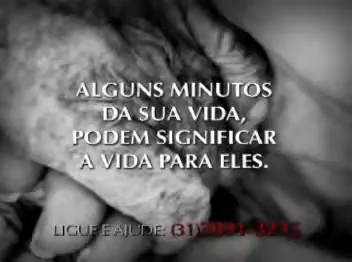 ALGUNS MINUTOS
DA SUA VIDA,
PODEM SIGNIFICAR
A VIDA PARA ELES.
LIGUE E AJUDE: (31)